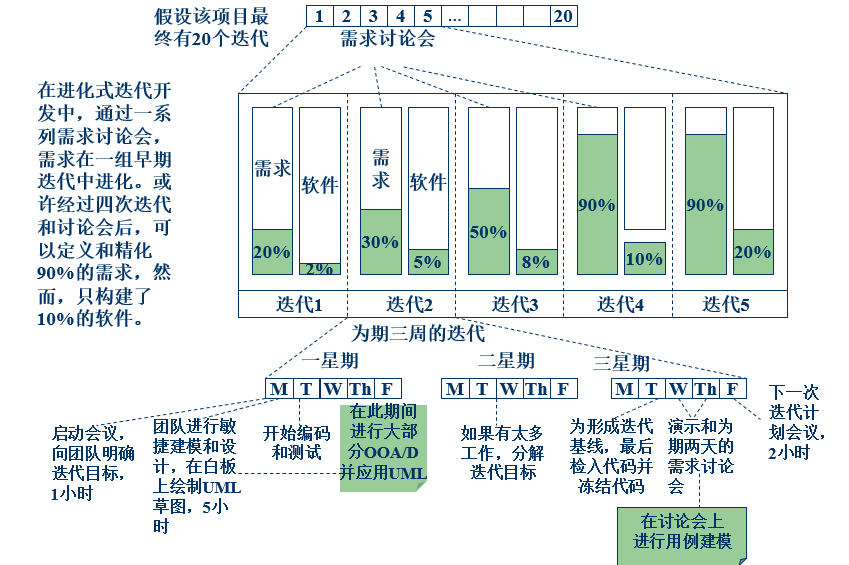 假设该项目最
终有20个迭代
1 2 3 4 5 ... 20
需求讨论会
在进化式迭代开
发中，通过一系
列需求讨论会，
需求在一组早期
迭代中进化。或
许经过四次迭代
和讨论会后，可
以定义和精化
90%的需求，然
而，只构建了
10%的软件。
需求
软件
需
求
软件
20%
2%
30%
5%
50%
8%
90%
10%
90%
20%
迭代1
迭代2
迭代3
迭代4
迭代5
为期三周的迭代
一星期
二星期
三星期
M T W Th F
M T W Th F
M T W Th F
启动会议，
向团队明确
迭代目标，
1小时
团队进行敏
捷建模和设
计，在白板
上绘制UML
草图，5小
时
开始编码
和测试
在此期间
进行大部
分OOA/D
并应用UML
如果有太多
工作，分解
迭代目标
为形成迭代
基线，最后
检入代码并
冻结代码
演示和为
期两天的
需求讨论
会
下一次
迭代计
划会议，
2小时
在讨论会上
进行用例建模